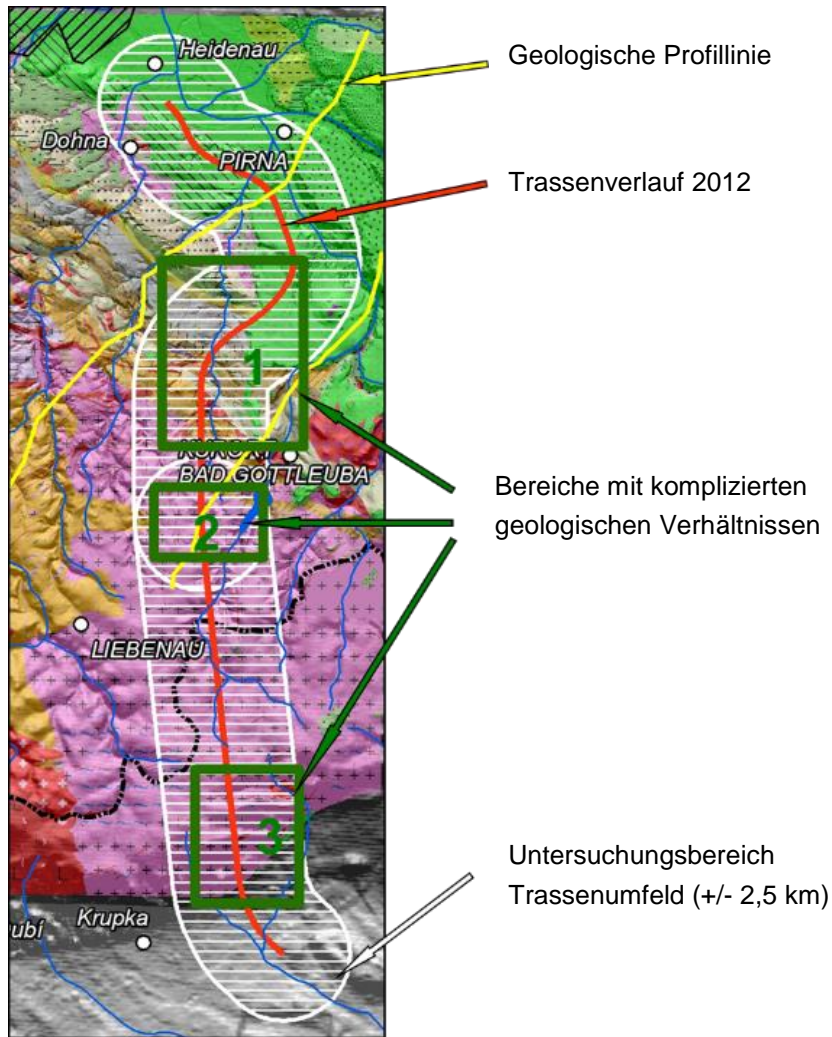 Heidenau
Geologische Profillinie
Dohna
PIRNA
Trassenverlauf 2012
1
KURORT
BAD GOTTLEUBA
Bereiche mit komplizierten
geologischen Verhältnissen
2
LIEBENAU
3
Untersuchungsbereich
Trassenumfeld (+/- 2,5 km)
Krupka
ubí